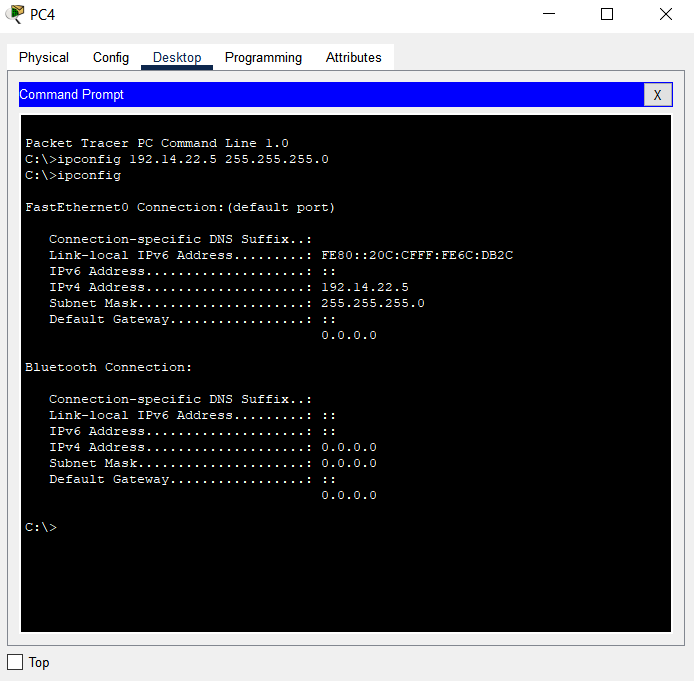 PC4
Physical Config Desktop Programming Attributes
Command Prompt X
Packet Tracer PC Command Line 1.0
C:\>ipconfig 192.14.22.5 255.255.255.0
C:\>ipconfig
FastEthernet0 Connection:(default port)
Connection-specific DNS Suffix..:
Link-local IPv6 Address.........: FE80::20C:CFFF:FE6C:DB2C
IPv6 Address....................: ::
IPv4 Address....................: 192.14.22.5
Subnet Mask.....................: 255.255.255.0
Default Gateway.................: ::
0.0.0.0
Bluetooth Connection:
Connection-specific DNS Suffix..:
Link-local IPv6 Address.........: ::
IPv6 Address....................: ::
IPv4 Address....................: 0.0.0.0
Subnet Mask.....................: 0.0.0.0
Default Gateway.................: ::
0.0.0.0
C:\>
Top